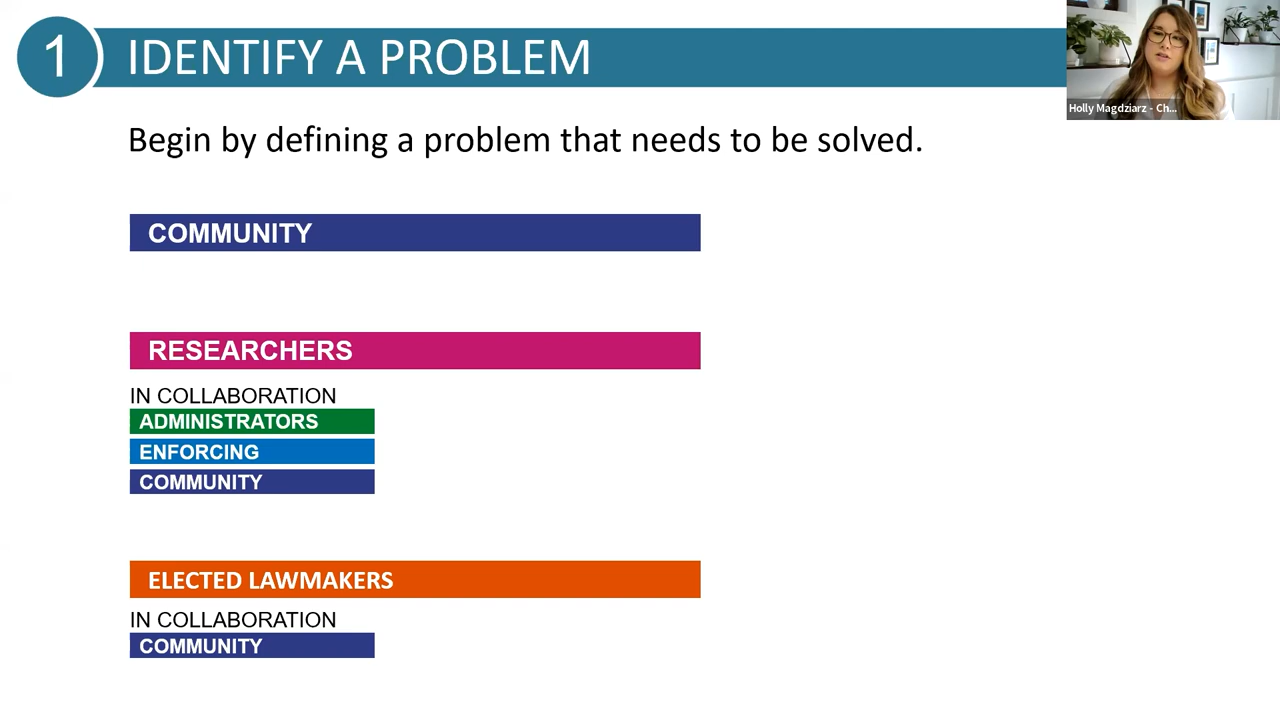 1 IDENTIFY A PROBLEM
Holly Magdziarz - Ch...
Begin by defining a problem that needs to be solved.
COMMUNITY
RESEARCHERS
IN COLLABORATION
ADMINISTRATORS
ENFORCING
COMMUNITY
ELECTED LAWMAKERS
IN COLLABORATION
COMMUNITY